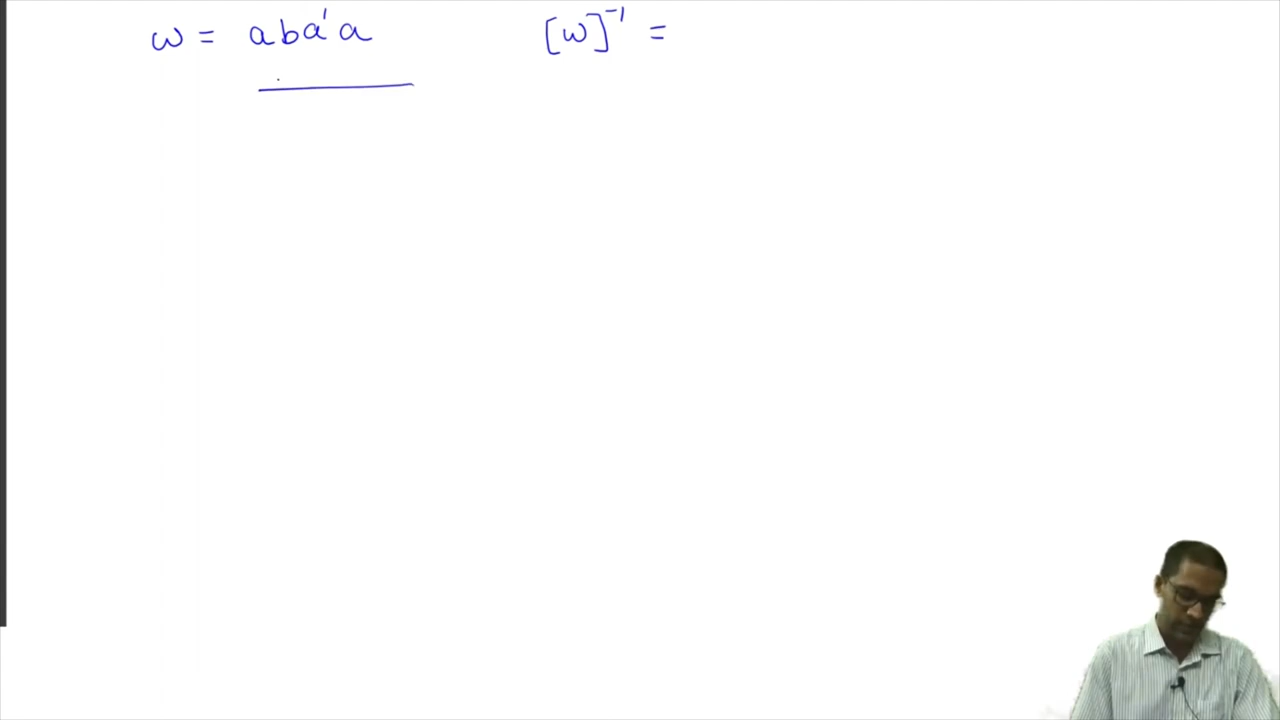 w = aba'a [w]⁻¹ =